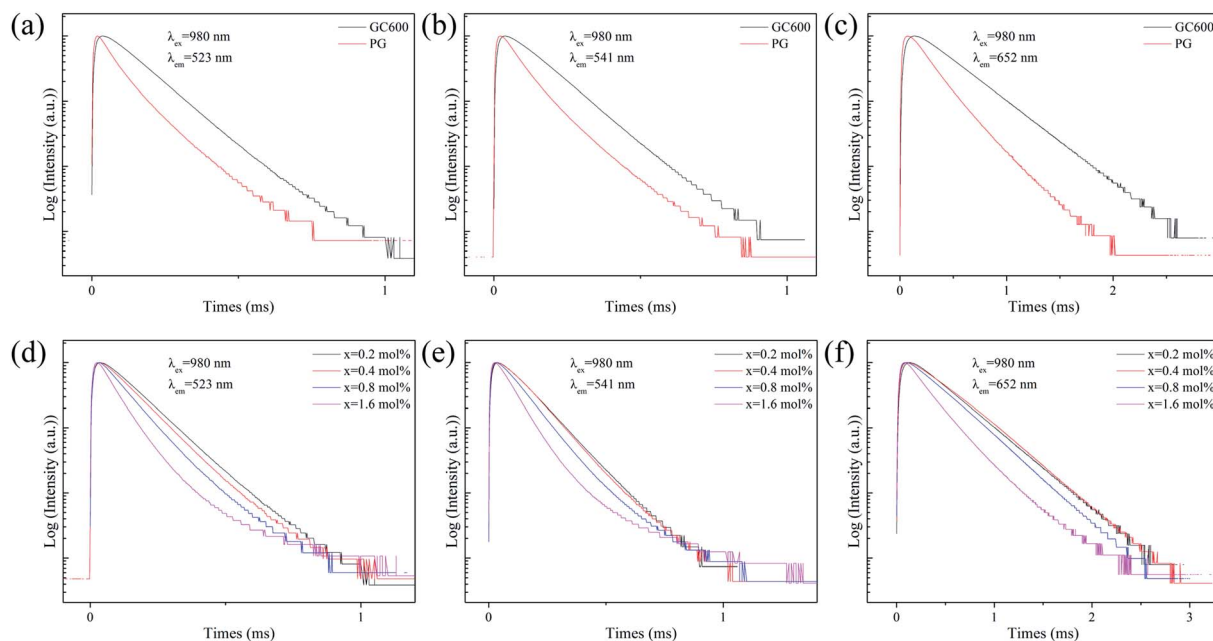 (a)
λex=980 nm
λem=523 nm
GC600
PG
Log (Intensity (a.u.))
0
1
Times (ms)
(b)
λex=980 nm
λem=541 nm
GC600
PG
Log (Intensity (a.u.))
0
1
Times (ms)
(c)
λex=980 nm
λem=652 nm
GC600
PG
Log (Intensity (a.u.))
0
1
2
Times (ms)
(d)
λex=980 nm
λem=523 nm
x=0.2 mol%
x=0.4 mol%
x=0.8 mol%
x=1.6 mol%
Log (Intensity (a.u.))
0
1
Times (ms)
(e)
λex=980 nm
λem=541 nm
x=0.2 mol%
x=0.4 mol%
x=0.8 mol%
x=1.6 mol%
Log (Intensity (a.u.))
0
1
Times (ms)
(f)
λex=980 nm
λem=652 nm
x=0.2 mol%
x=0.4 mol%
x=0.8 mol%
x=1.6 mol%
Log (Intensity (a.u.))
0
1
2
3
Times (ms)